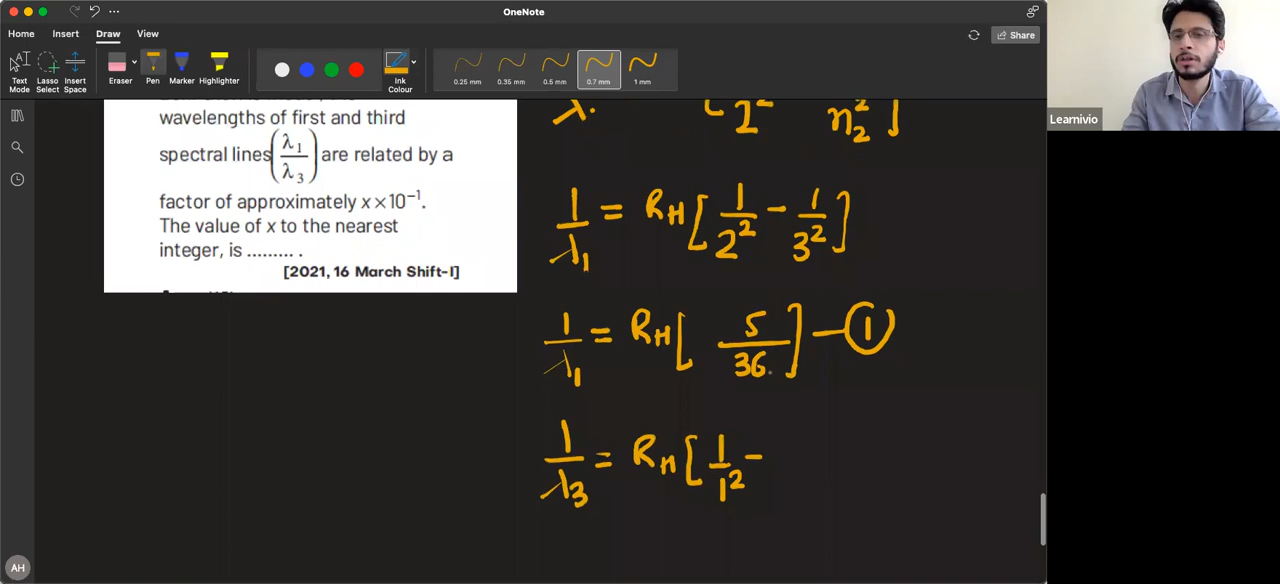 OneNote
Home Insert Draw View
Share
Text Mode
Lasso Select
Insert Space
Eraser
Pen
Marker
Highlighter
Ink Colour
0.25 mm
0.35 mm
0.5 mm
0.7 mm
1 mm
Learnivio
wavelengths of first and third
spectral lines (λ₁/λ₃) are related by a
factor of approximately x × 10⁻¹.
The value of x to the nearest
integer, is ......... .
[2021, 16 March Shift-I]
1/λ₁ = RH [ 1/2² - 1/3² ]
1/λ₁ = RH [ 5/36 ] — ①
1/λ₃ = RH [ 1/1² -
AH